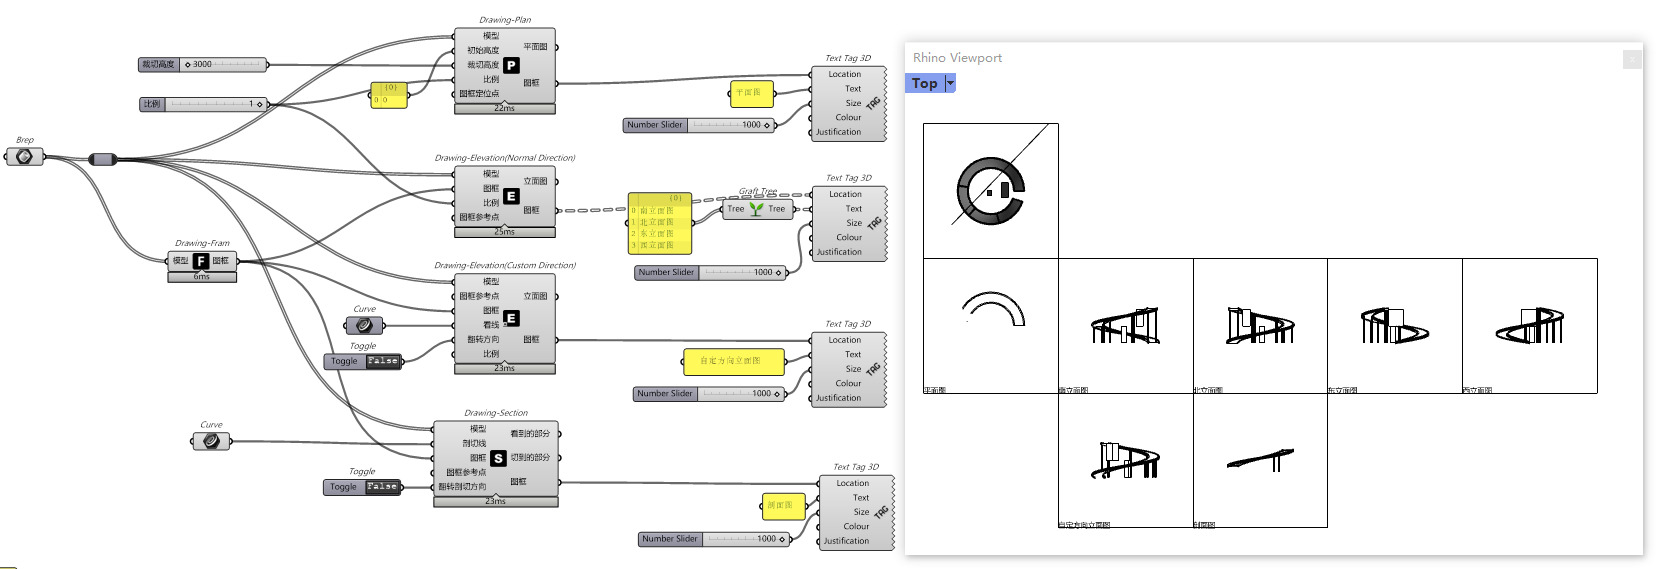 Drawing-Plan
模型
初始高度
裁切高度
比例
图框定位点
P
平面图
图框
22ms
裁切高度
3000
比例
1
{0}
0 0
平面图
Number Slider
1000
Text Tag 3D
Location
Text
Size
Colour
Justification
TAG
Brep
Drawing-Elevation(Normal Direction)
模型
图框
比例
图框参考点
E
立面图
图框
25ms
{0}
0 南立面图
1 北立面图
2 东立面图
3 西立面图
Graft Tree
Tree
Tree
Number Slider
1000
Text Tag 3D
Location
Text
Size
Colour
Justification
TAG
Drawing-Fram
模型
F
图框
6ms
Drawing-Elevation(Custom Direction)
模型
图框参考点
图框
看线
翻转方向
比例
E
立面图
图框
23ms
Curve
Toggle
Toggle
False
自定方向立面图
Number Slider
1000
Text Tag 3D
Location
Text
Size
Colour
Justification
TAG
Drawing-Section
模型
剖切线
图框
图框参考点
翻转剖切方向
S
看到的部分
切到的部分
图框
23ms
Curve
Toggle
Toggle
False
剖面图
Number Slider
1000
Text Tag 3D
Location
Text
Size
Colour
Justification
TAG
Rhino Viewport
x
Top
平面图
南立面图
北立面图
东立面图
西立面图
自定方向立面图
剖面图